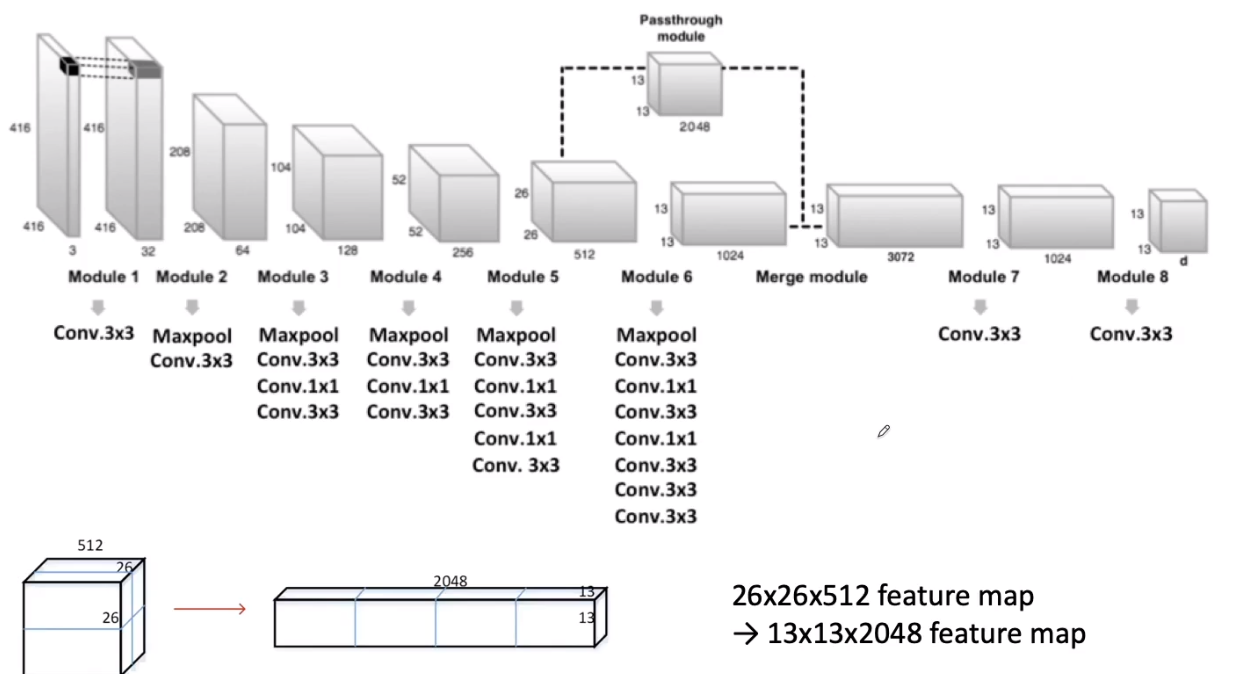 Passthrough
module
13
13
2048
416
416
3
416
416
32
208
208
64
104
104
128
52
52
256
26
26
512
13
13
1024
13
13
3072
13
13
1024
13
13
d
Module 1 Module 2 Module 3 Module 4 Module 5 Module 6 Merge module Module 7 Module 8
Conv.3x3
Maxpool
Conv.3x3
Maxpool
Conv.3x3
Conv.1x1
Conv.3x3
Maxpool
Conv.3x3
Conv.1x1
Conv.3x3
Maxpool
Conv.3x3
Conv.1x1
Conv.3x3
Conv.1x1
Conv. 3x3
Maxpool
Conv.3x3
Conv.1x1
Conv.3x3
Conv.1x1
Conv.3x3
Conv.3x3
Conv.3x3
Conv.3x3
Conv.3x3
512
26
26
2048
13
13
26x26x512 feature map
→ 13x13x2048 feature map